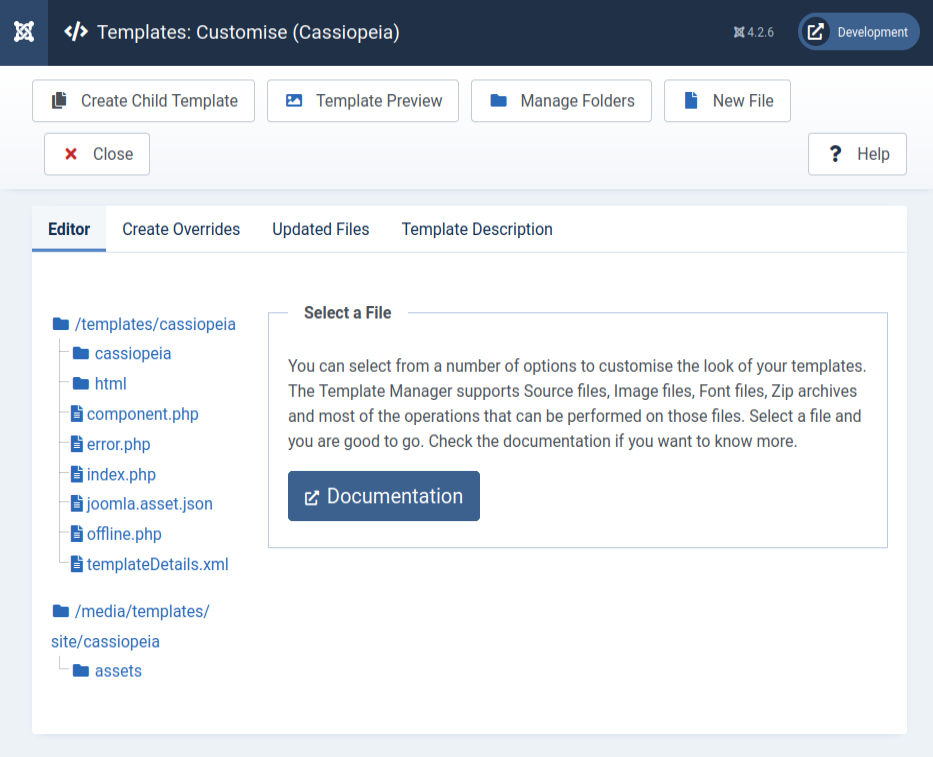 Templates: Customise (Cassiopeia)
4.2.6
Development
Create Child Template
Template Preview
Manage Folders
New File
Close
Help
Editor
Create Overrides
Updated Files
Template Description
/templates/cassiopeia
cassiopeia
html
component.php
error.php
index.php
joomla.asset.json
offline.php
templateDetails.xml
/media/templates/
site/cassiopeia
assets
Select a File
You can select from a number of options to customise the look of your templates.
The Template Manager supports Source files, Image files, Font files, Zip archives
and most of the operations that can be performed on those files. Select a file and
you are good to go. Check the documentation if you want to know more.
Documentation